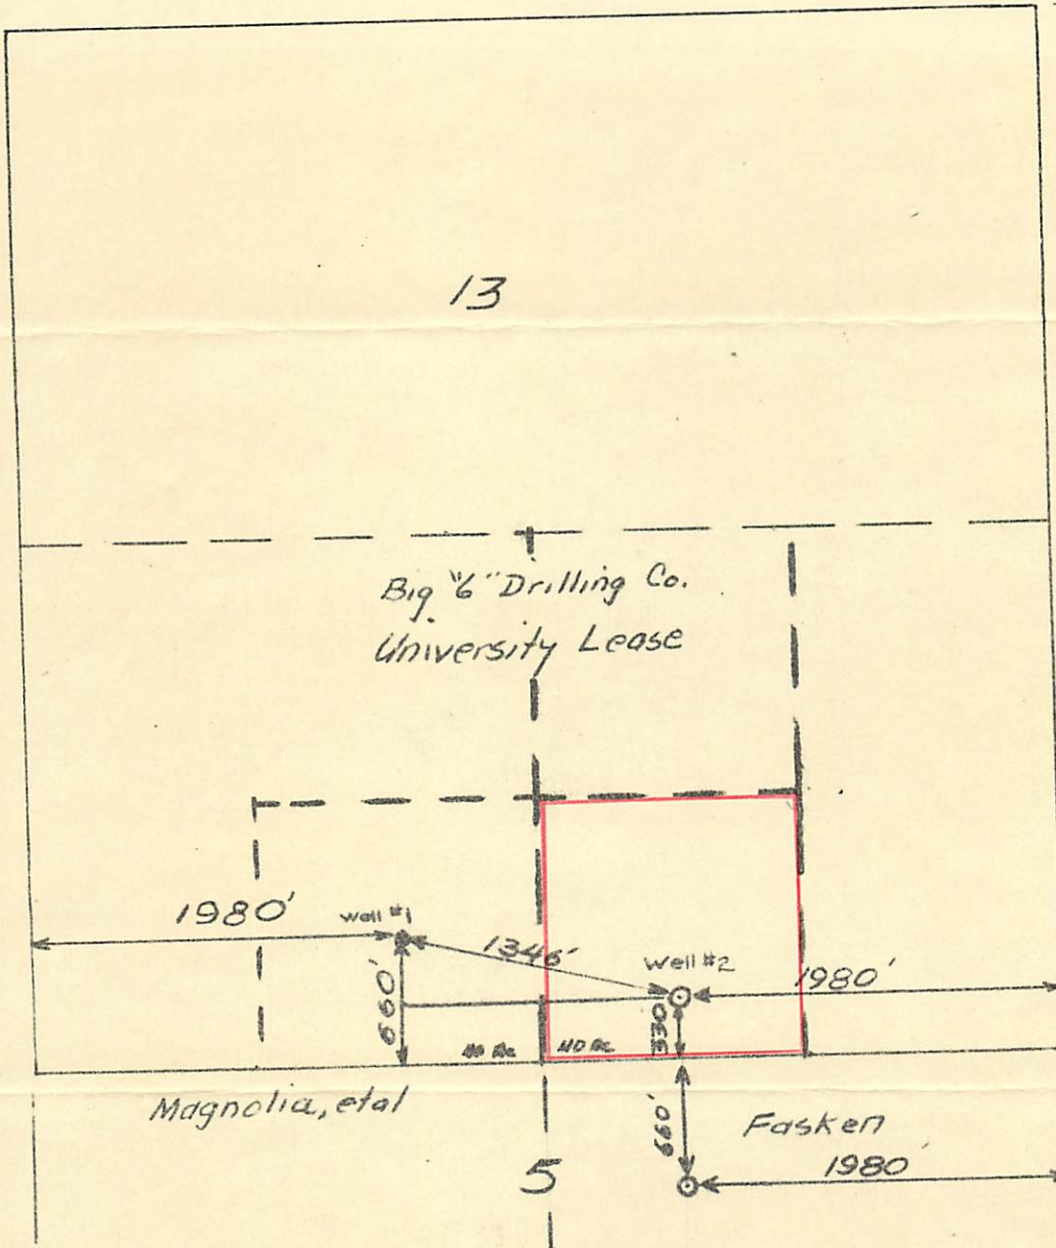 13
Big "6" Drilling Co.
University Lease
1980'
Well #1
1346'
Well #2
1980'
660'
330'
40 Ac
40 Ac
Magnolia, etal
660'
Fasken
1980'
5